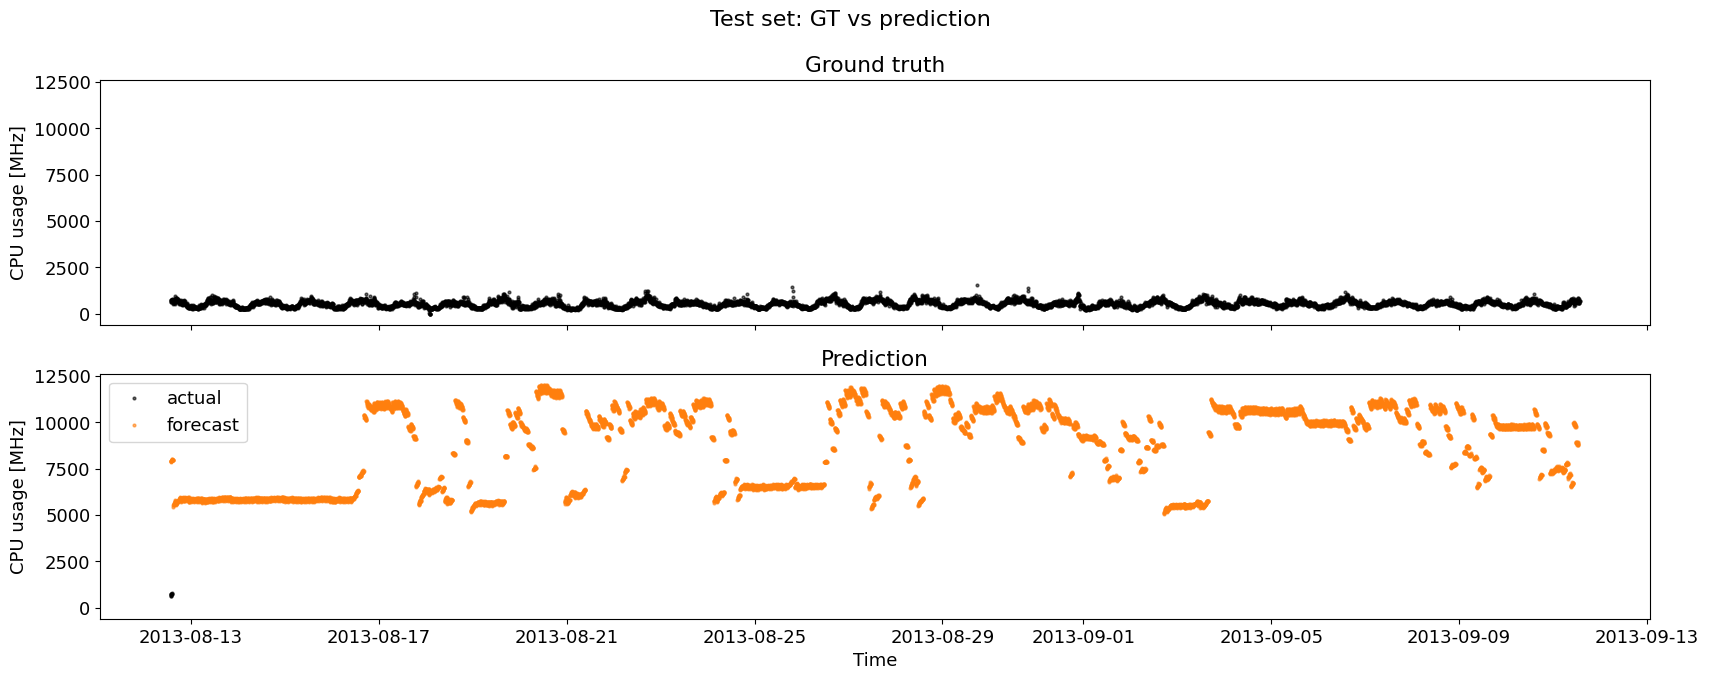 Test set: GT vs prediction
Ground truth
12500
10000
7500
5000
2500
0
CPU usage [MHz]
Prediction
12500
10000
7500
5000
2500
0
CPU usage [MHz]
actual
forecast
2013-08-13 2013-08-17 2013-08-21 2013-08-25 2013-08-29 2013-09-01 2013-09-05 2013-09-09 2013-09-13
Time